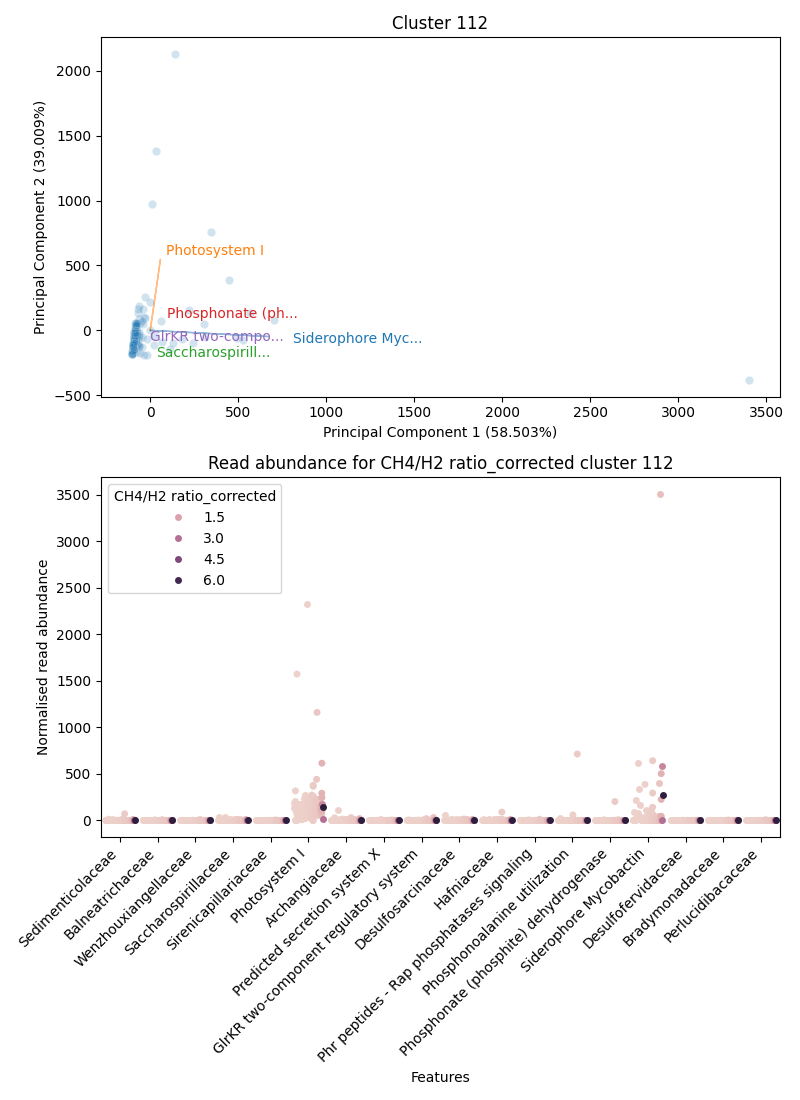 Cluster 112
Principal Component 2 (39.009%)
2000
1500
1000
500
0
−500
Photosystem I
Phosphonate (ph...
GlrKR two-compo...
Siderophore Myc...
Saccharospirill...
0
500
1000
1500
2000
2500
3000
3500
Principal Component 1 (58.503%)
Read abundance for CH4/H2 ratio_corrected cluster 112
Normalised read abundance
3500
3000
2500
2000
1500
1000
500
0
CH4/H2 ratio_corrected
1.5
3.0
4.5
6.0
Sedimenticolaceae
Balneatrichaceae
Wenzhouxiangellaceae
Saccharospirillaceae
Sirenicapillariaceae
Photosystem I
Archangiaceae
Predicted secretion system X
GlrKR two-component regulatory system
Desulfosarcinaceae
Hafniaceae
Phr peptides - Rap phosphatases signaling
Phosphonoalanine utilization
Phosphonate (phosphite) dehydrogenase
Siderophore Mycobactin
Desulfofervidaceae
Bradymonadaceae
Perlucidibacaceae
Features